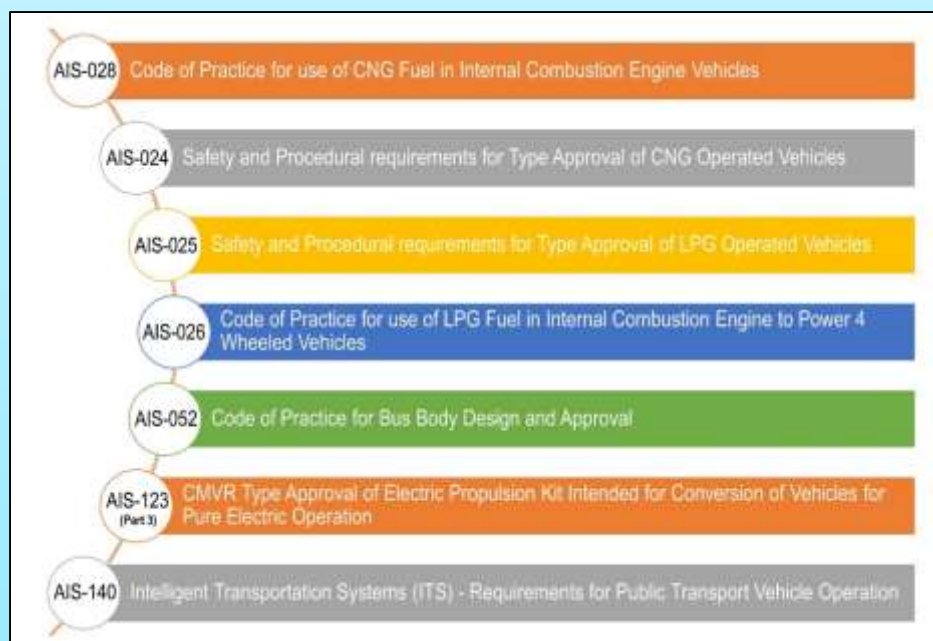 AIS-028 Code of Practice for use of CNG Fuel in Internal Combustion Engine Vehicles
AIS-024 Safety and Procedural requirements for Type Approval of CNG Operated Vehicles
AIS-025 Safety and Procedural requirements for Type Approval of LPG Operated Vehicles
AIS-026 Code of Practice for use of LPG Fuel in Internal Combustion Engine to Power 4
Wheeled Vehicles
AIS-052 Code of Practice for Bus Body Design and Approval
AIS-123 CMVR Type Approval of Electric Propulsion Kit Intended for Conversion of Vehicles for
(Part 3) Pure Electric Operation
AIS-140 Intelligent Transportation Systems (ITS) - Requirements for Public Transport Vehicle Operation